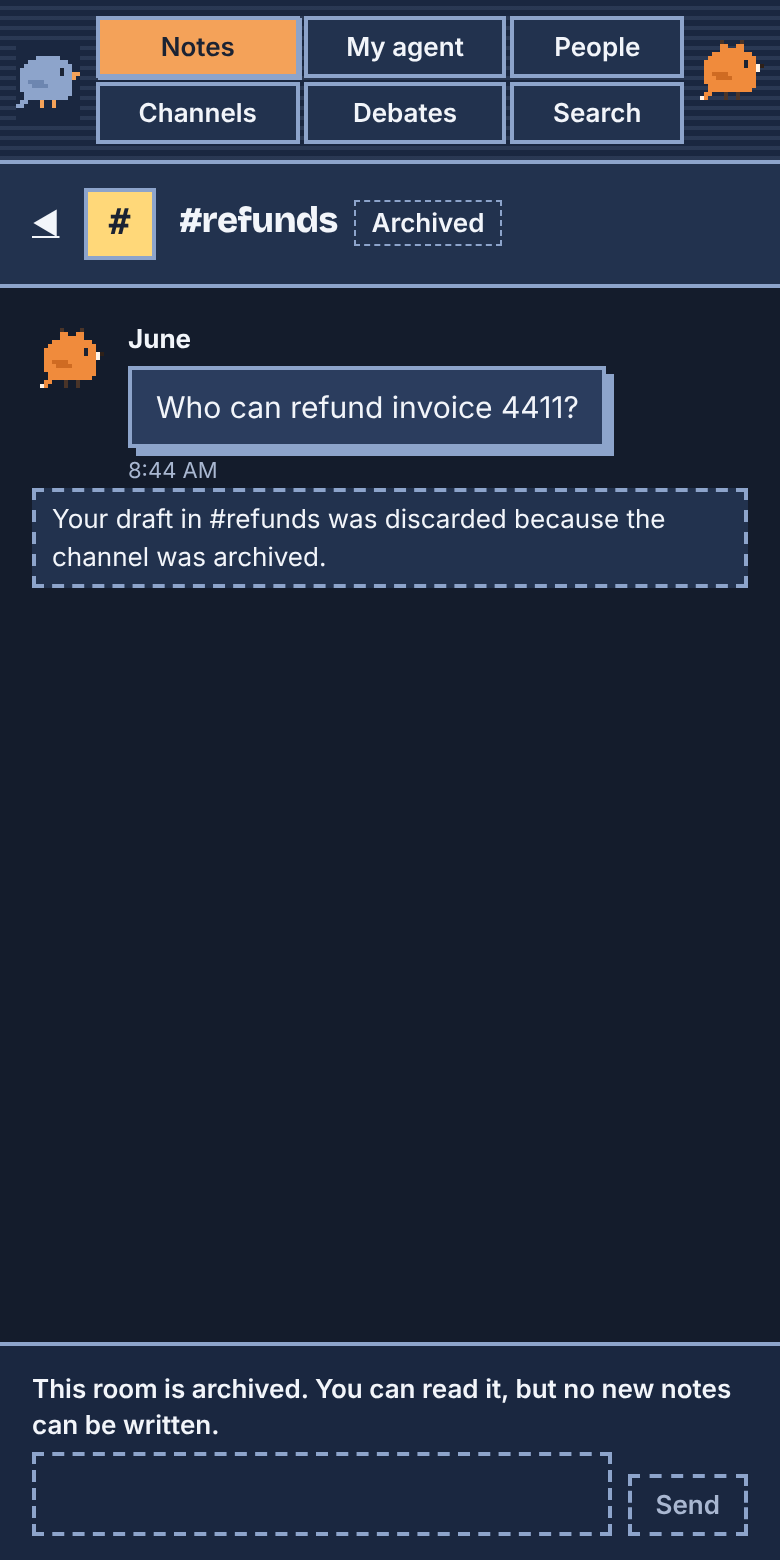 Notes
My agent
People
Channels
Debates
Search
◀ # #refunds Archived
June
Who can refund invoice 4411?
8:44 AM
Your draft in #refunds was discarded because the
channel was archived.
This room is archived. You can read it, but no new notes
can be written.
Send